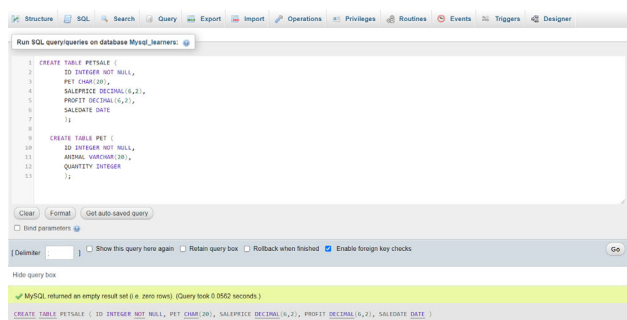 Structure SQL Search Query Export Import Operations Privileges Routines Events Triggers Designer
Run SQL query/queries on database Mysql_learners:
1 CREATE TABLE PETSALE (
2 ID INTEGER NOT NULL,
3 PET CHAR(20),
4 SALEPRICE DECIMAL(6,2),
5 PROFIT DECIMAL(6,2),
6 SALEDATE DATE
7 );
8
9 CREATE TABLE PET (
10 ID INTEGER NOT NULL,
11 ANIMAL VARCHAR(20),
12 QUANTITY INTEGER
13 );
Clear Format Get auto-saved query
Bind parameters
[ Delimiter ; ] Show this query here again Retain query box Rollback when finished Enable foreign key checks Go
Hide query box
MySQL returned an empty result set (i.e. zero rows). (Query took 0.0562 seconds.)
CREATE TABLE PETSALE ( ID INTEGER NOT NULL, PET CHAR(20), SALEPRICE DECIMAL(6,2), PROFIT DECIMAL(6,2), SALEDATE DATE )